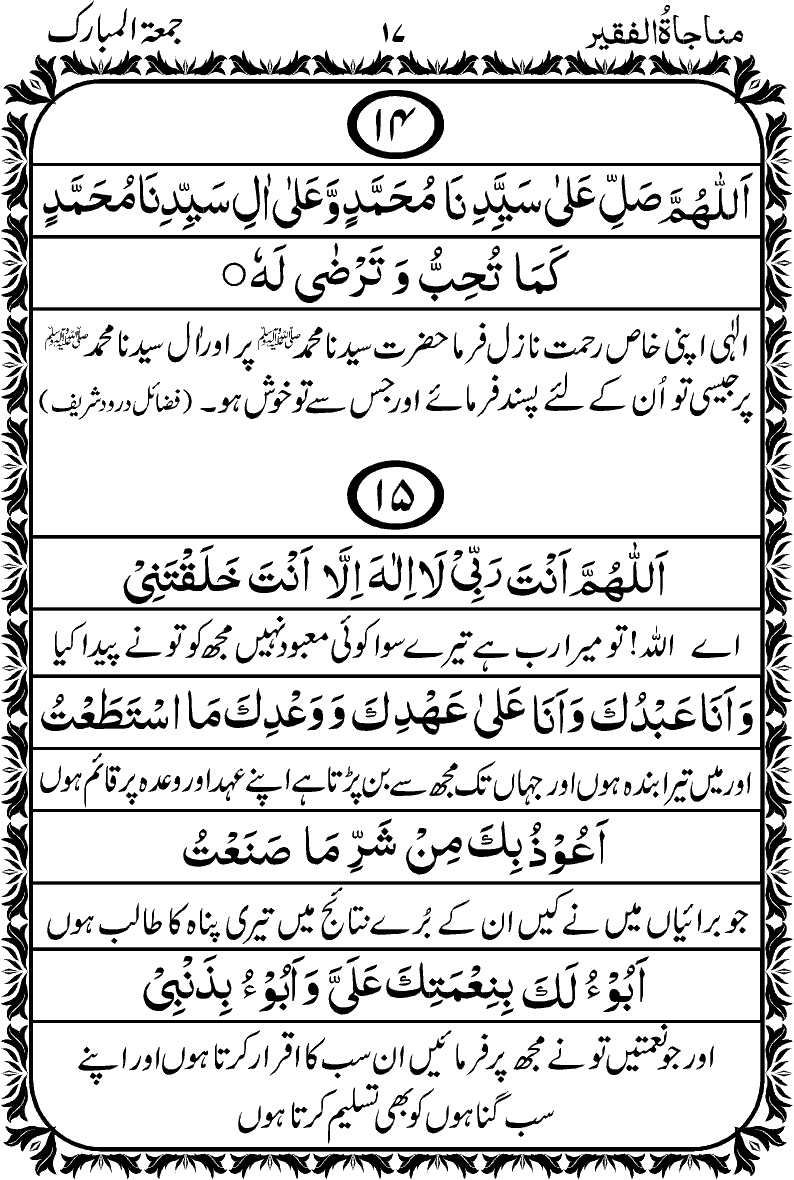 مناجاۃُ الفقیر ۱۷ جمعۃ المبارک
۱۴
اَللّٰهُمَّ صَلِّ عَلٰى سَيِّدِنَا مُحَمَّدٍ وَّعَلٰى اٰلِ سَيِّدِنَا مُحَمَّدٍ
كَمَا تُحِبُّ وَ تَرْضٰى لَهٗ○
الٰہی اپنی خاص رحمت نازل فرما حضرت سیدنا محمد ﷺ پر اور اٰل سیدنا محمد ﷺ
پر جیسی تو اُن کے لئے پسند فرمائے اور جس سے تو خوش ہو۔ (فضائل درود شریف)
۱۵
اَللّٰهُمَّ اَنْتَ رَبِّيْ لَا اِلٰهَ اِلَّا اَنْتَ خَلَقْتَنِيْ
اے اللہ! تو میرا رب ہے تیرے سوا کوئی معبود نہیں مجھ کو تو نے پیدا کیا
وَ اَنَا عَبْدُكَ وَ اَنَا عَلٰى عَهْدِكَ وَ وَعْدِكَ مَا اسْتَطَعْتُ
اور میں تیرا بندہ ہوں اور جہاں تک مجھ سے بن پڑتا ہے اپنے عہد اور وعدہ پر قائم ہوں
اَعُوْذُ بِكَ مِنْ شَرِّ مَا صَنَعْتُ
جو برائیاں میں نے کیں ان کے بُرے نتائج میں تیری پناہ کا طالب ہوں
اَبُوْءُ لَكَ بِنِعْمَتِكَ عَلَيَّ وَ اَبُوْءُ بِذَنْبِيْ
اور جو نعمتیں تو نے مجھ پر فرمائیں ان سب کا اقرار کرتا ہوں اور اپنے
سب گناہوں کو بھی تسلیم کرتا ہوں